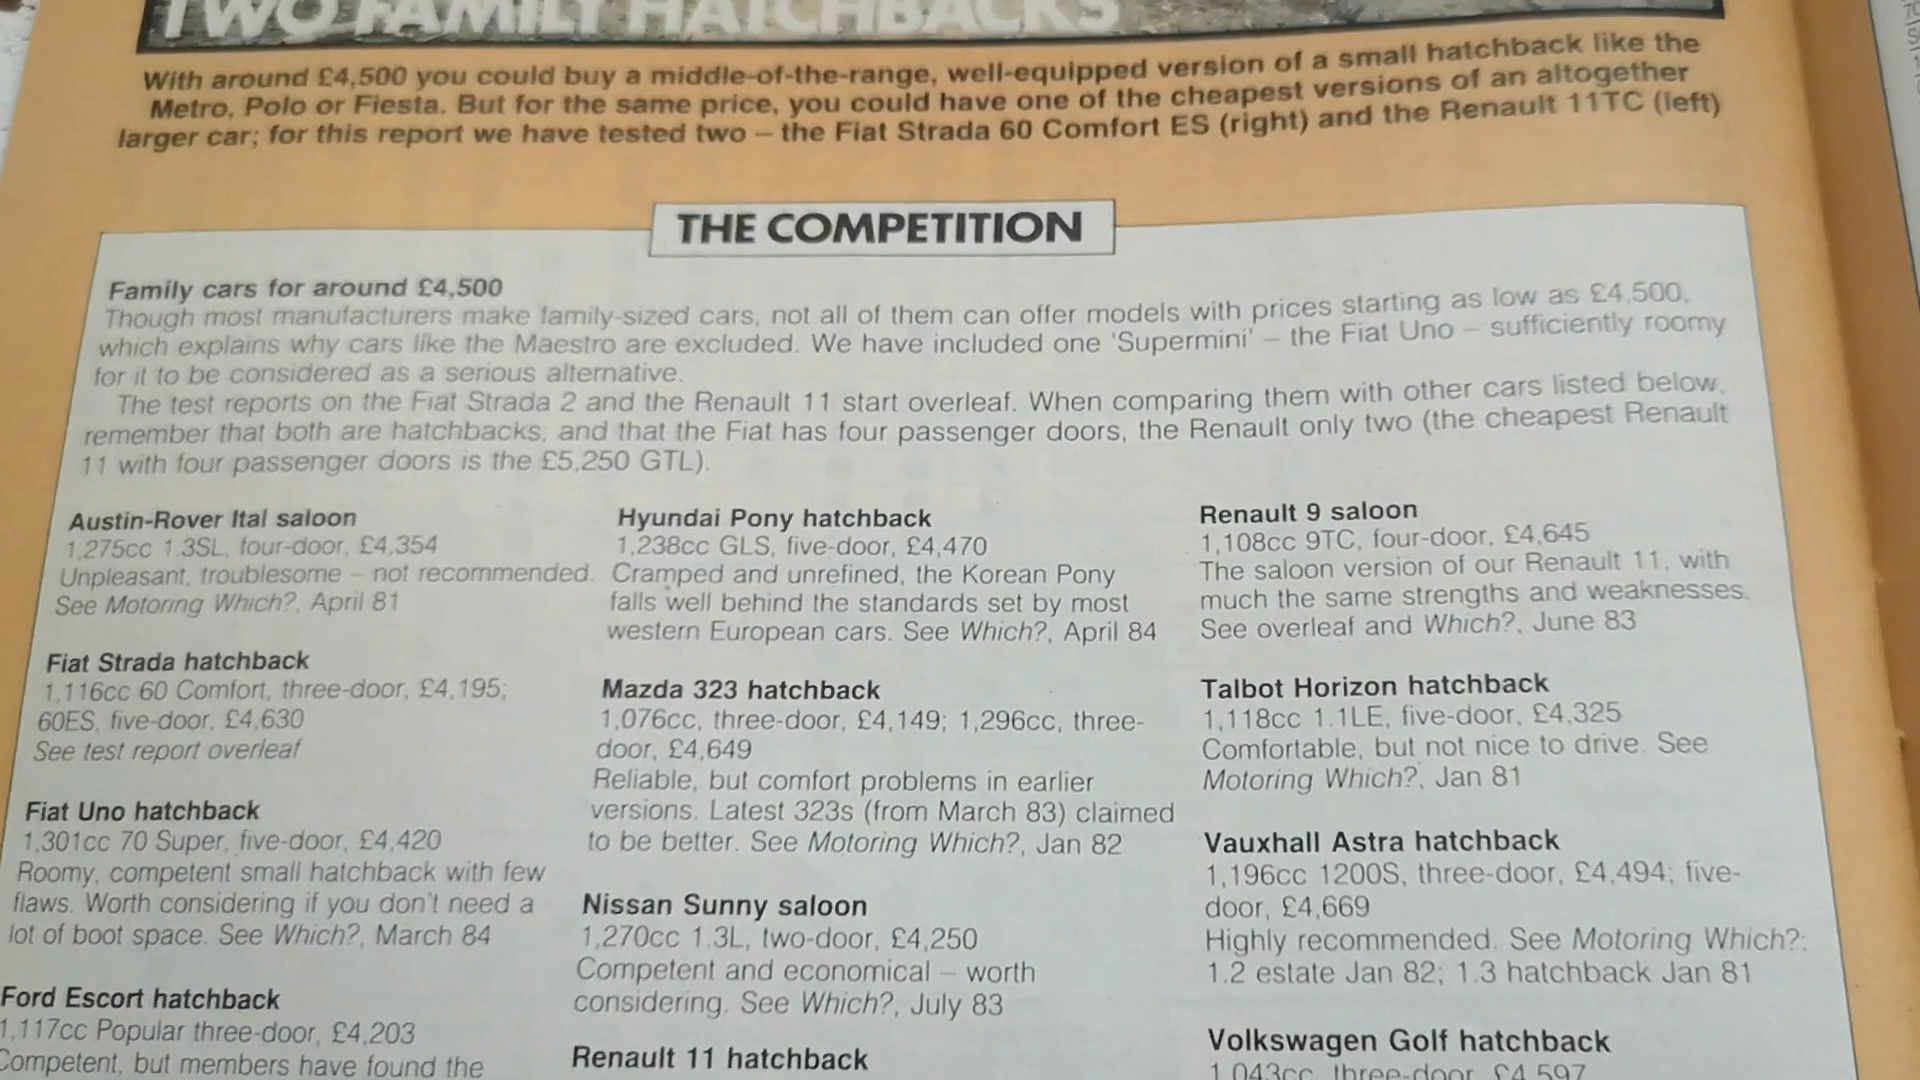 TWO FAMILY HATCHBACKS
With around £4,500 you could buy a middle-of-the-range, well-equipped version of a small hatchback like the
Metro, Polo or Fiesta. But for the same price, you could have one of the cheapest versions of an altogether
larger car; for this report we have tested two – the Fiat Strada 60 Comfort ES (right) and the Renault 11TC (left)
THE COMPETITION
Family cars for around £4,500
Though most manufacturers make family-sized cars, not all of them can offer models with prices starting as low as £4,500,
which explains why cars like the Maestro are excluded. We have included one 'Supermini' – the Fiat Uno – sufficiently roomy
for it to be considered as a serious alternative.
The test reports on the Fiat Strada 2 and the Renault 11 start overleaf. When comparing them with other cars listed below,
remember that both are hatchbacks, and that the Fiat has four passenger doors, the Renault only two (the cheapest Renault
11 with four passenger doors is the £5,250 GTL).
Austin-Rover Ital saloon
1,275cc 1.3SL, four-door, £4,354
Unpleasant, troublesome – not recommended.
See Motoring Which?, April 81
Fiat Strada hatchback
1,116cc 60 Comfort, three-door, £4,195;
60ES, five-door, £4,630
See test report overleaf
Fiat Uno hatchback
1,301cc 70 Super, five-door, £4,420
Roomy, competent small hatchback with few
flaws. Worth considering if you don't need a
lot of boot space. See Which?, March 84
Ford Escort hatchback
1,117cc Popular three-door, £4,203
Competent, but members have found the
Hyundai Pony hatchback
1,238cc GLS, five-door, £4,470
Cramped and unrefined, the Korean Pony
falls well behind the standards set by most
western European cars. See Which?, April 84
Mazda 323 hatchback
1,076cc, three-door, £4,149; 1,296cc, three-
door, £4,649
Reliable, but comfort problems in earlier
versions. Latest 323s (from March 83) claimed
to be better. See Motoring Which?, Jan 82
Nissan Sunny saloon
1,270cc 1.3L, two-door, £4,250
Competent and economical – worth
considering. See Which?, July 83
Renault 11 hatchback
Renault 9 saloon
1,108cc 9TC, four-door, £4,645
The saloon version of our Renault 11, with
much the same strengths and weaknesses.
See overleaf and Which?, June 83
Talbot Horizon hatchback
1,118cc 1.1LE, five-door, £4,325
Comfortable, but not nice to drive. See
Motoring Which?, Jan 81
Vauxhall Astra hatchback
1,196cc 1200S, three-door, £4,494; five-
door, £4,669
Highly recommended. See Motoring Which?:
1.2 estate Jan 82; 1.3 hatchback Jan 81
Volkswagen Golf hatchback
1,043cc, three-door, £4,597